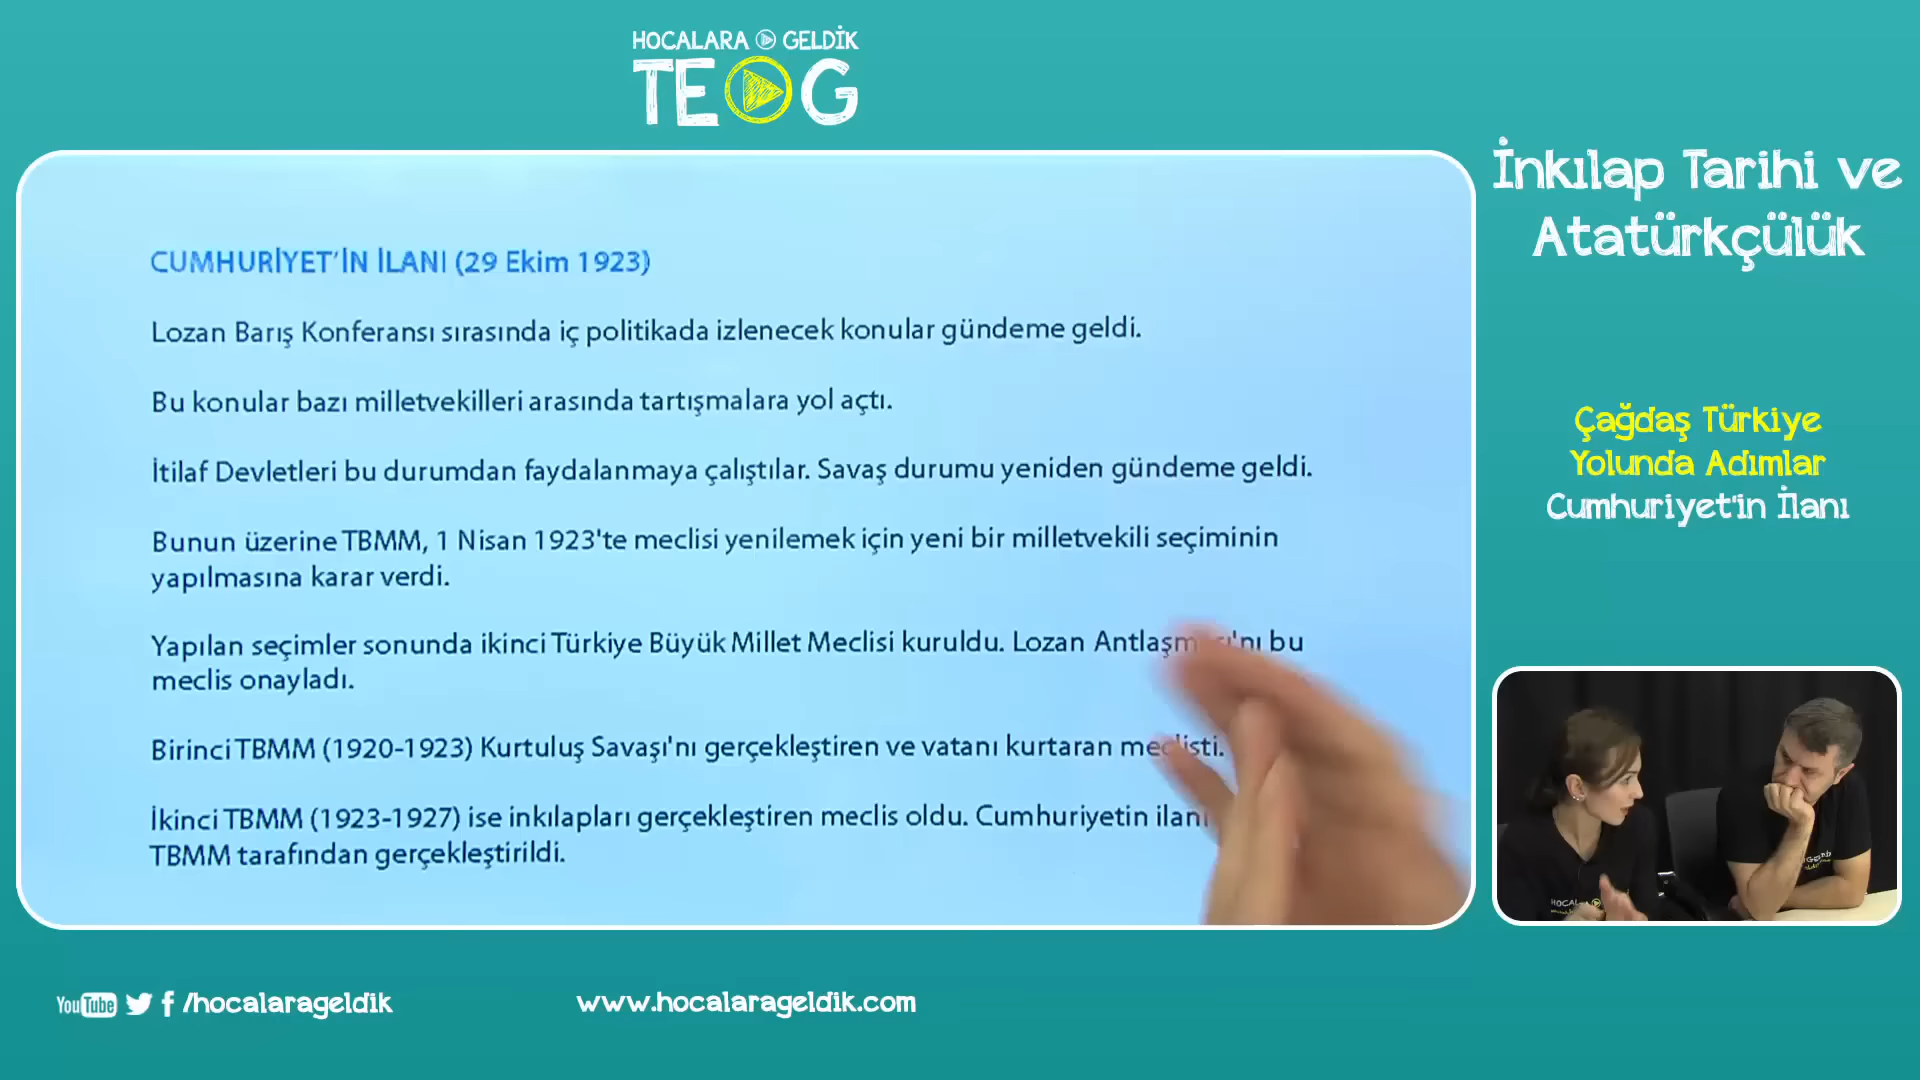 HOCALARA GELDİK
TEOG
İnkılap Tarihi ve
Atatürkçülük
CUMHURİYET'İN İLANI (29 Ekim 1923)
Lozan Barış Konferansı sırasında iç politikada izlenecek konular gündeme geldi.
Bu konular bazı milletvekilleri arasında tartışmalara yol açtı.
İtilaf Devletleri bu durumdan faydalanmaya çalıştılar. Savaş durumu yeniden gündeme geldi.
Bunun üzerine TBMM, 1 Nisan 1923'te meclisi yenilemek için yeni bir milletvekili seçiminin
yapılmasına karar verdi.
Yapılan seçimler sonunda ikinci Türkiye Büyük Millet Meclisi kuruldu. Lozan Antlaşması'nı bu
meclis onayladı.
Birinci TBMM (1920-1923) Kurtuluş Savaşı'nı gerçekleştiren ve vatanı kurtaran meclisti.
İkinci TBMM (1923-1927) ise inkılapları gerçekleştiren meclis oldu. Cumhuriyetin ilanı
TBMM tarafından gerçekleştirildi.
Çağdaş Türkiye
Yolunda Adımlar
Cumhuriyet'in İlanı
YouTube /hocalarageldik
www.hocalarageldik.com